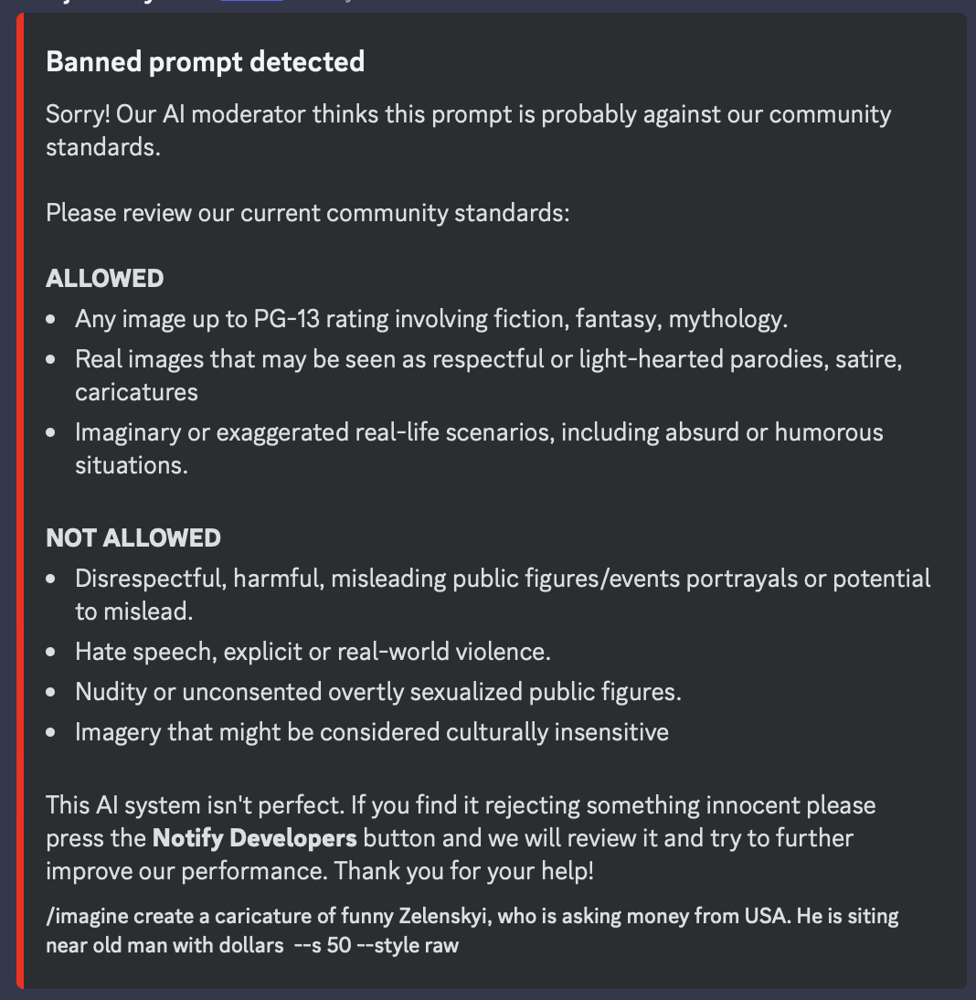 Banned prompt detected
Sorry! Our AI moderator thinks this prompt is probably against our community
standards.
Please review our current community standards:
ALLOWED
• Any image up to PG-13 rating involving fiction, fantasy, mythology.
• Real images that may be seen as respectful or light-hearted parodies, satire,
caricatures
• Imaginary or exaggerated real-life scenarios, including absurd or humorous
situations.
NOT ALLOWED
• Disrespectful, harmful, misleading public figures/events portrayals or potential
to mislead.
• Hate speech, explicit or real-world violence.
• Nudity or unconsented overtly sexualized public figures.
• Imagery that might be considered culturally insensitive
This AI system isn't perfect. If you find it rejecting something innocent please
press the Notify Developers button and we will review it and try to further
improve our performance. Thank you for your help!
/imagine create a caricature of funny Zelenskyi, who is asking money from USA. He is siting
near old man with dollars  --s 50 --style raw